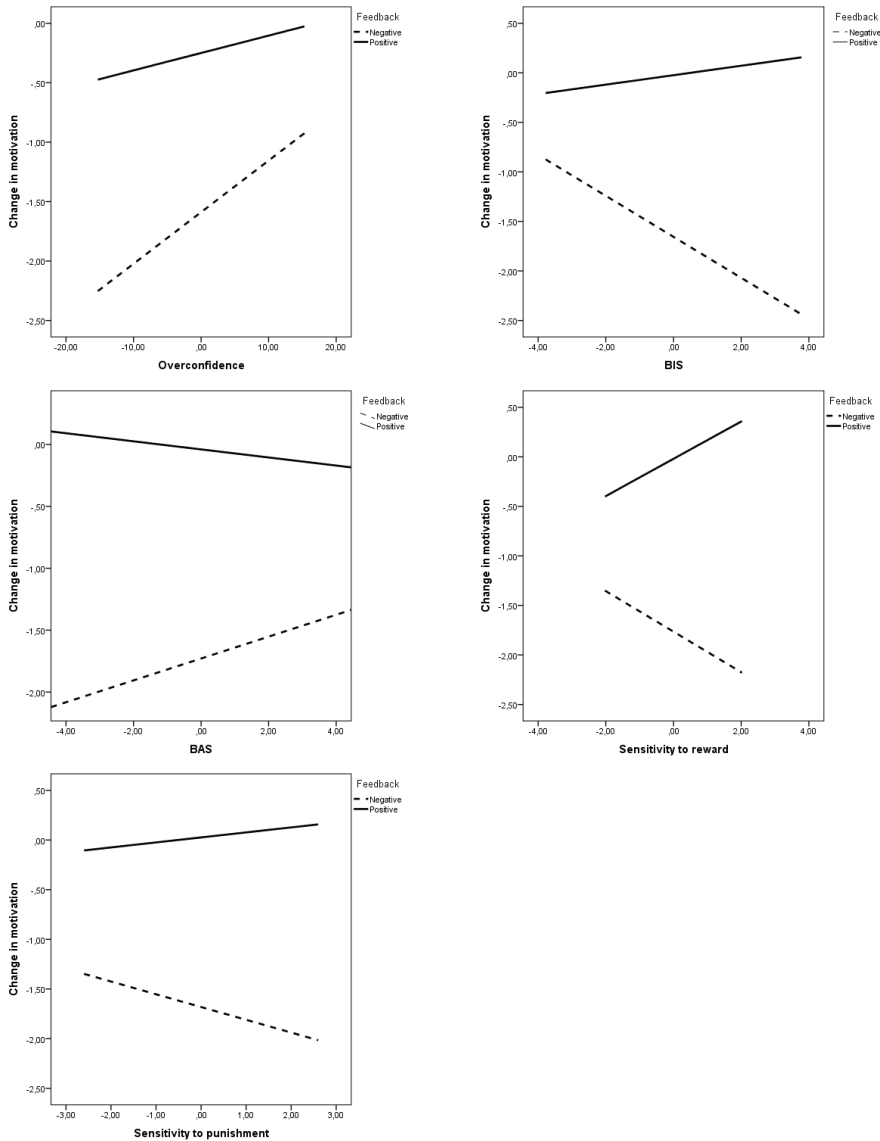 Feedback
Negative
Positive
,00
-,50
-1,00
-1,50
-2,00
-2,50
Change in motivation
-20,00 -10,00 ,00 10,00 20,00
Overconfidence
Feedback
Negative
Positive
,50
,00
-,50
-1,00
-1,50
-2,00
-2,50
Change in motivation
-4,00 -2,00 ,00 2,00 4,00
BIS
Feedback
Negative
Positive
,00
-,50
-1,00
-1,50
-2,00
Change in motivation
-4,00 -2,00 ,00 2,00 4,00
BAS
Feedback
Negative
Positive
,50
,00
-,50
-1,00
-1,50
-2,00
-2,50
Change in motivation
-4,00 -2,00 ,00 2,00 4,00
Sensitivity to reward
Feedback
Negative
Positive
,50
,00
-,50
-1,00
-1,50
-2,00
-2,50
Change in motivation
-3,00 -2,00 -1,00 ,00 1,00 2,00 3,00
Sensitivity to punishment